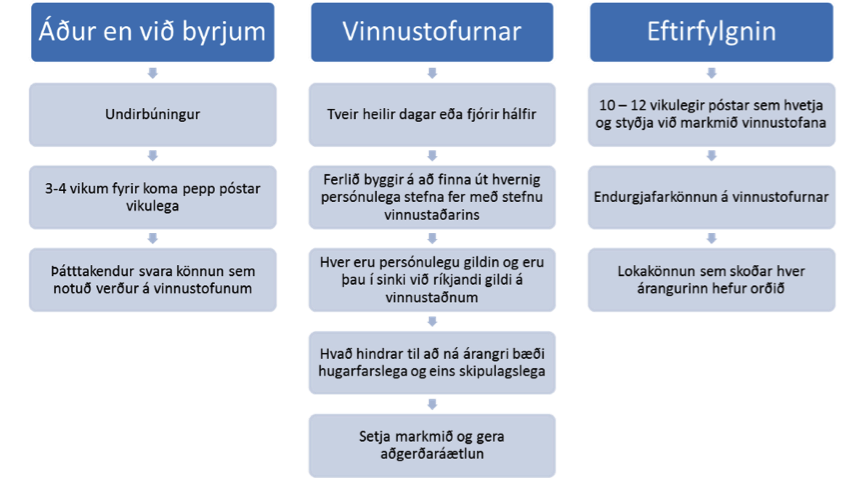 Áður en við byrjum
Undirbúningur
3-4 vikum fyrir koma pepp póstar
vikulega
Þátttakendur svara könnun sem
notuð verður á vinnustofunum
Vinnustofurnar
Tveir heilir dagar eða fjórir hálfir
Ferlið byggir á að finna út hvernig
persónulega stefna fer með stefnu
vinnustaðarins
Hver eru persónulegu gildin og eru
þau í sinki við ríkjandi gildi á
vinnustaðnum
Hvað hindrar til að ná árangri bæði
hugarfarslega og eins skipulagslega
Setja markmið og gera
aðgerðaráætlun
Eftirfylgnin
10 – 12 vikulegir póstar sem hvetja
og styðja við markmið vinnustofana
Endurgjafarkönnun á vinnustofurnar
Lokakönnun sem skoðar hver
árangurinn hefur orðið